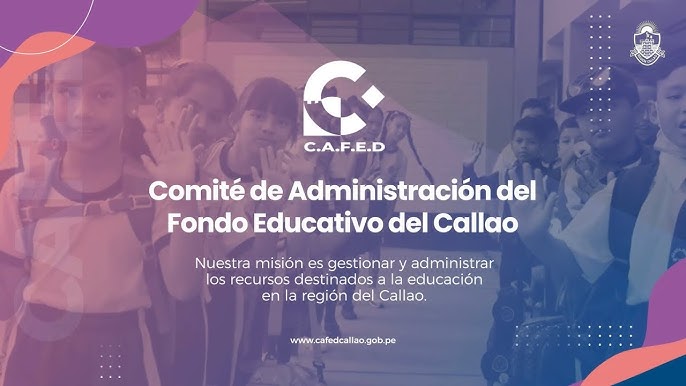 C.A.F.E.D
Comité de Administración del
Fondo Educativo del Callao
Nuestra misión es gestionar y administrar
los recursos destinados a la educación
en la región del Callao.
www.cafedcallao.gob.pe